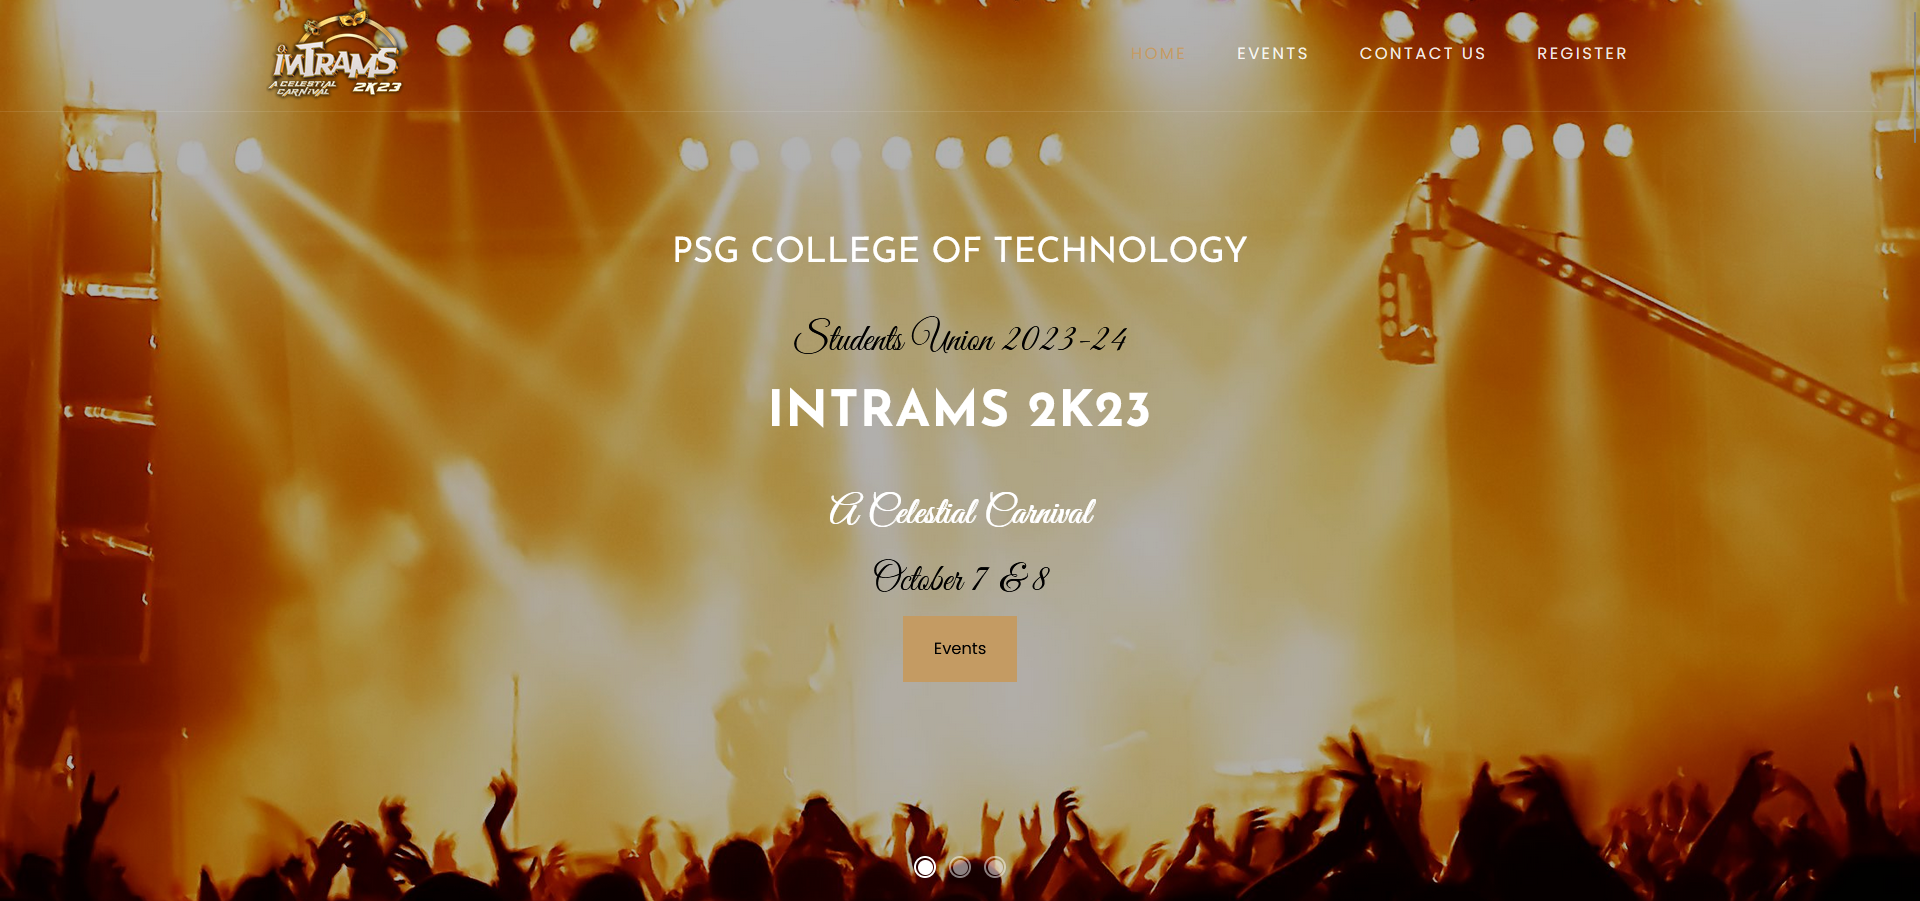 INTRAMS
A CELESTIAL
CARNIVAL 2K23
HOME EVENTS CONTACT US REGISTER
PSG COLLEGE OF TECHNOLOGY
Students Union 2023-24
INTRAMS 2K23
A Celestial Carnival
October 7 & 8
Events